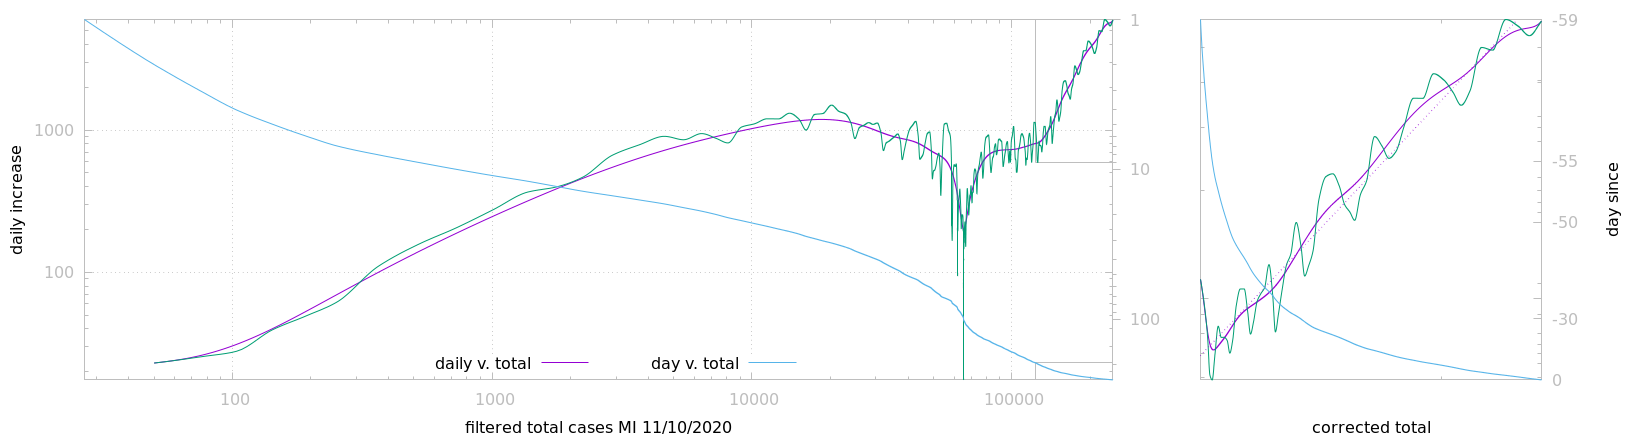 daily increase
1000
100
daily v. total
day v. total
100
1000
10000
100000
filtered total cases MI 11/10/2020
1
10
100
-59
-55
-50
-30
0
day since
corrected total